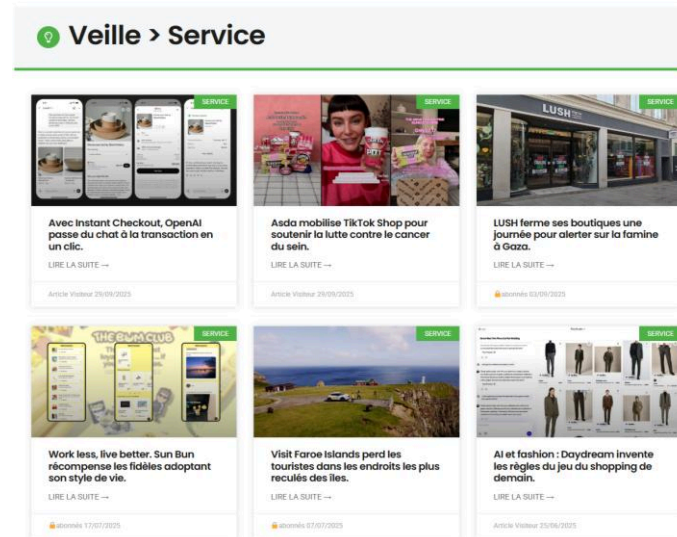 Veille > Service
SERVICE
Avec Instant Checkout, OpenAI
passe du chat à la transaction en
un clic.
LIRE LA SUITE →
Article Visiteur 29/09/2025
SERVICE
Asda mobilise TikTok Shop pour
soutenir la lutte contre le cancer
du sein.
LIRE LA SUITE →
Article Visiteur 29/09/2025
LUSH
SERVICE
LUSH ferme ses boutiques une
journée pour alerter sur la famine
à Gaza.
LIRE LA SUITE →
abonnés 03/09/2025
THE BUM CLUB
SERVICE
Work less, live better. Sun Bun
récompense les fidèles adoptant
son style de vie.
LIRE LA SUITE →
abonnés 17/07/2025
SERVICE
Visit Faroe Islands perd les
touristes dans les endroits les plus
reculés des îles.
LIRE LA SUITE →
abonnés 07/07/2025
SERVICE
AI et fashion : Daydream invente
les règles du jeu du shopping de
demain.
LIRE LA SUITE →
Article Visiteur 25/06/2025